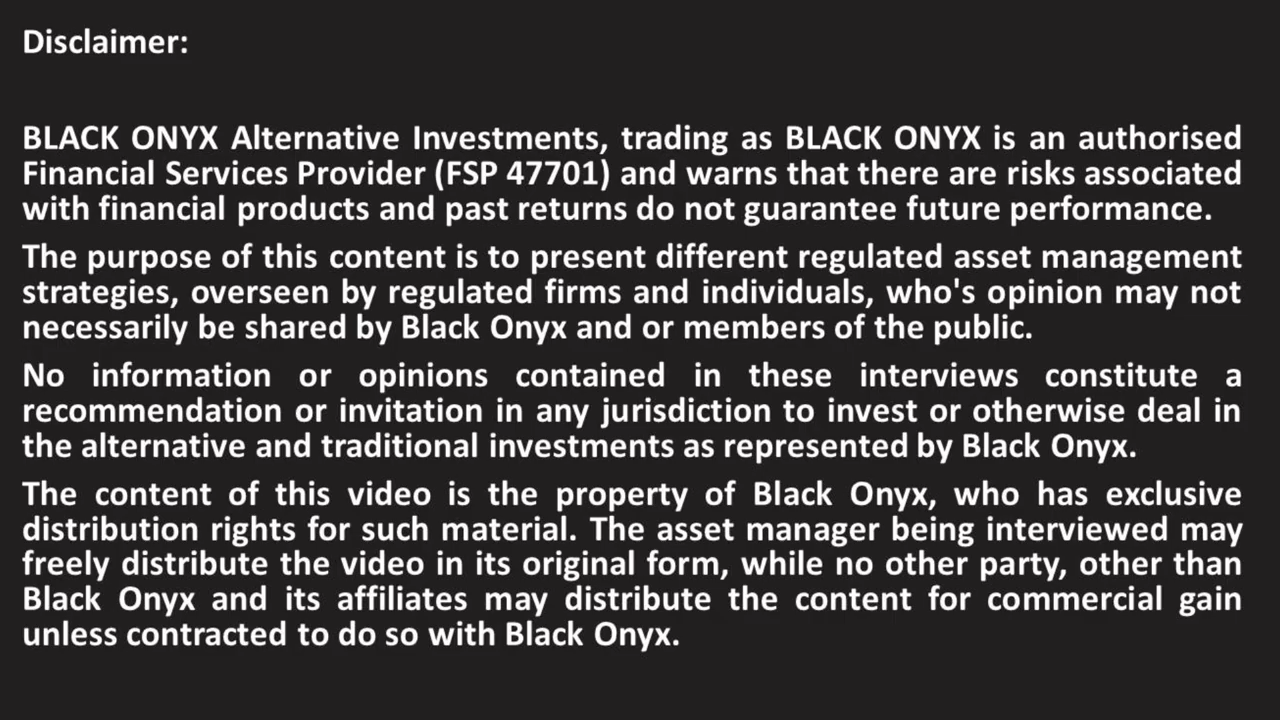 Disclaimer:
BLACK ONYX Alternative Investments, trading as BLACK ONYX is an authorised
Financial Services Provider (FSP 47701) and warns that there are risks associated
with financial products and past returns do not guarantee future performance.
The purpose of this content is to present different regulated asset management
strategies, overseen by regulated firms and individuals, who's opinion may not
necessarily be shared by Black Onyx and or members of the public.
No information or opinions contained in these interviews constitute a
recommendation or invitation in any jurisdiction to invest or otherwise deal in
the alternative and traditional investments as represented by Black Onyx.
The content of this video is the property of Black Onyx, who has exclusive
distribution rights for such material. The asset manager being interviewed may
freely distribute the video in its original form, while no other party, other than
Black Onyx and its affiliates may distribute the content for commercial gain
unless contracted to do so with Black Onyx.